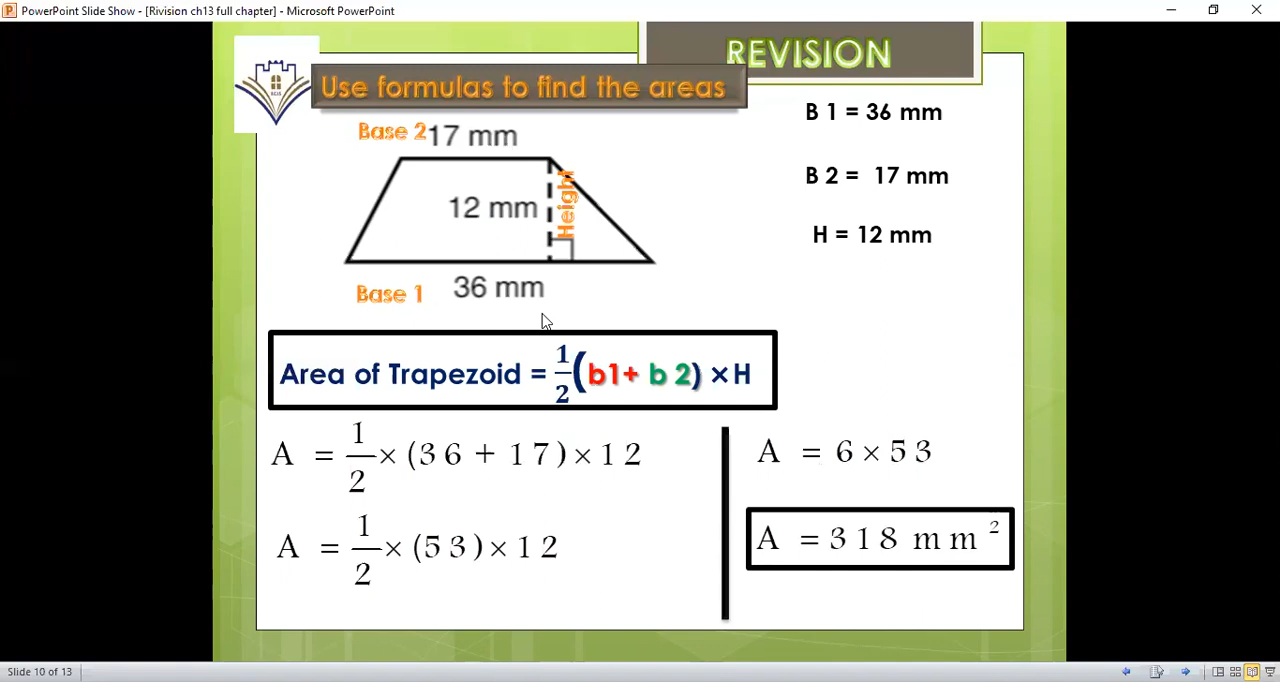 PowerPoint Slide Show - [Rivision ch13 full chapter] - Microsoft PowerPoint
REVISION
Use formulas to find the areas
B 1 = 36 mm
Base 2 17 mm
B 2 = 17 mm
12 mm
Height
H = 12 mm
Base 1 36 mm
Area of Trapezoid = 1/2 (b1+ b 2) × H
A = 1/2 × (36 + 17) × 12
A = 1/2 × (53) × 12
A = 6 × 53
A = 318 mm²
Slide 10 of 13